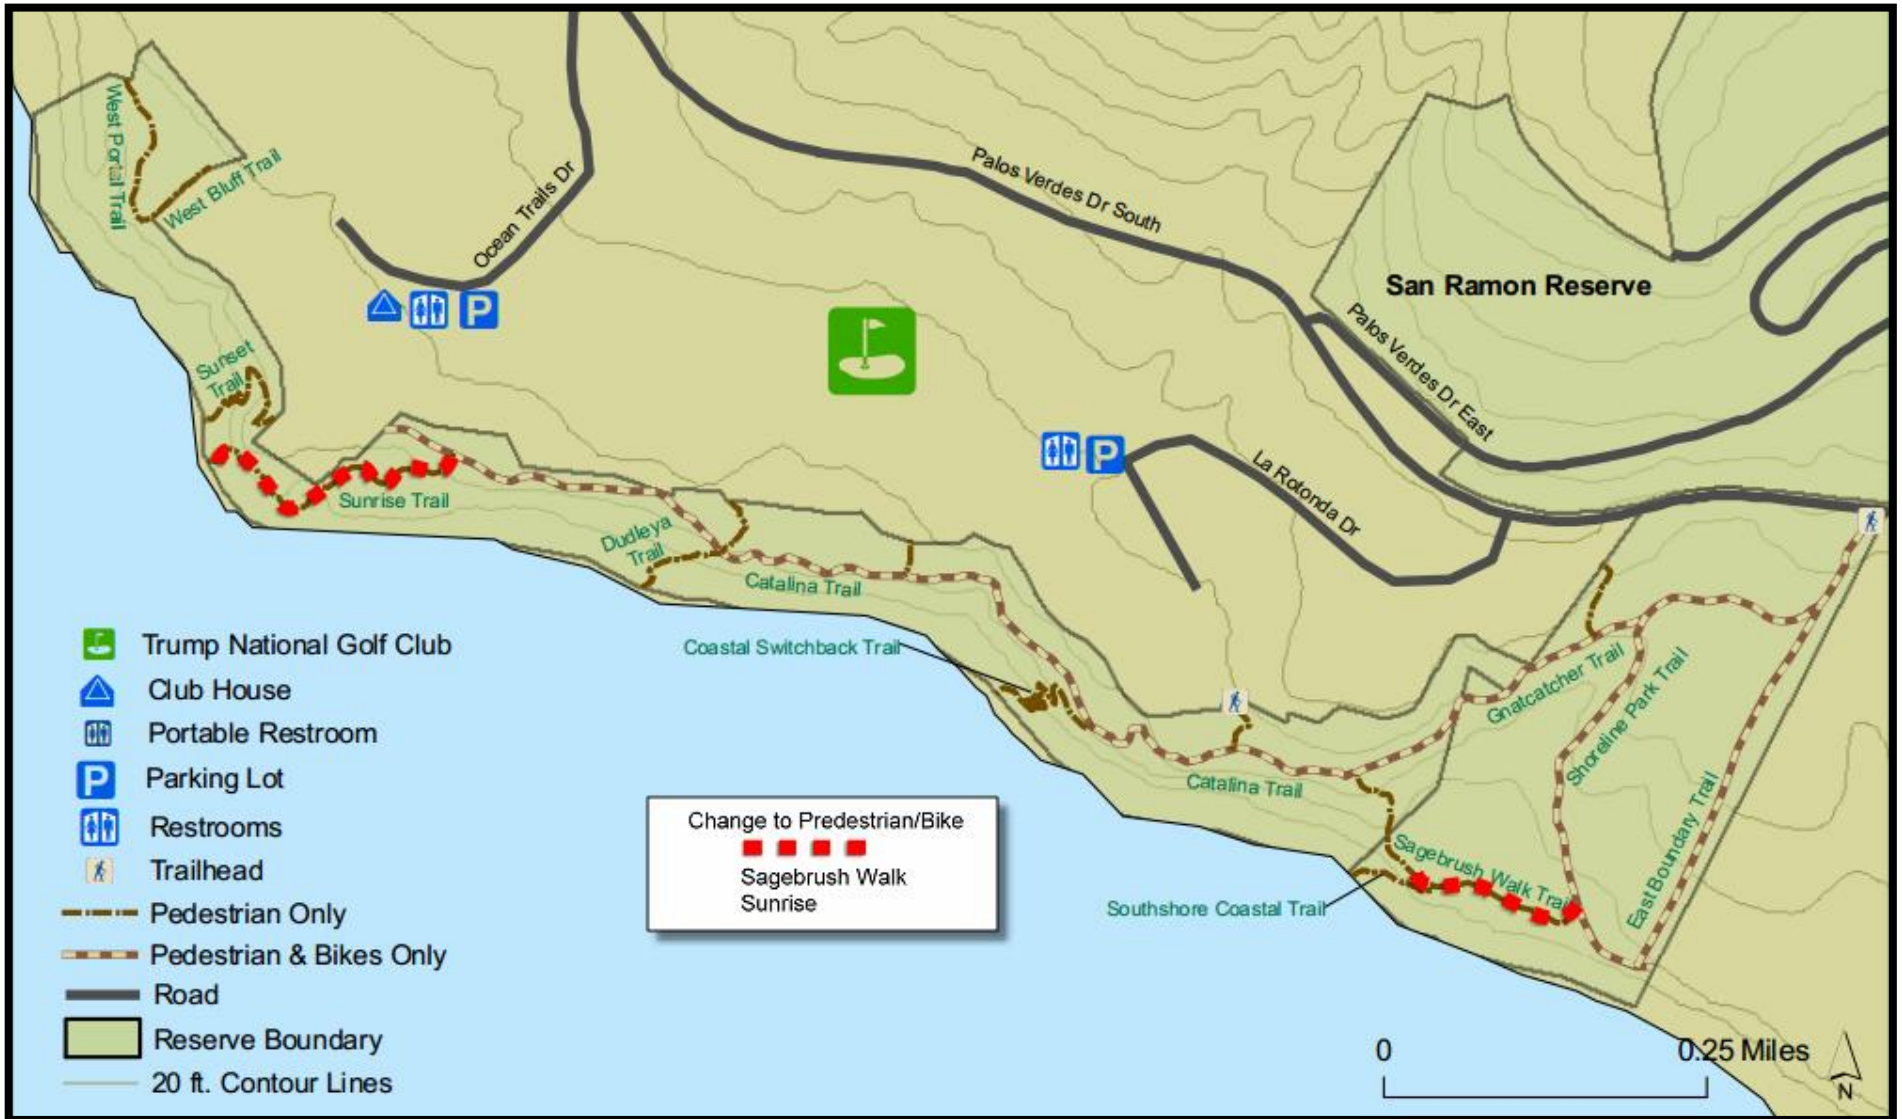 West Portal Trail
West Bluff Trail
Ocean Trails Dr
Palos Verdes Dr South
San Ramon Reserve
Palos Verdes Dr East
P
Sunset
Trail
P
La Rotonda Dr
Sunrise Trail
Dudleya
Trail
Catalina Trail
Coastal Switchback Trail
Gnatcatcher Trail
Shoreline Park Trail
Catalina Trail
East Boundary Trail
Sagebrush Walk Trail
Southshore Coastal Trail
Trump National Golf Club
Club House
Portable Restroom
P Parking Lot
Restrooms
Trailhead
Pedestrian Only
Pedestrian & Bikes Only
Road
Reserve Boundary
20 ft. Contour Lines
Change to Predestrian/Bike
Sagebrush Walk
Sunrise
0 0.25 Miles
N